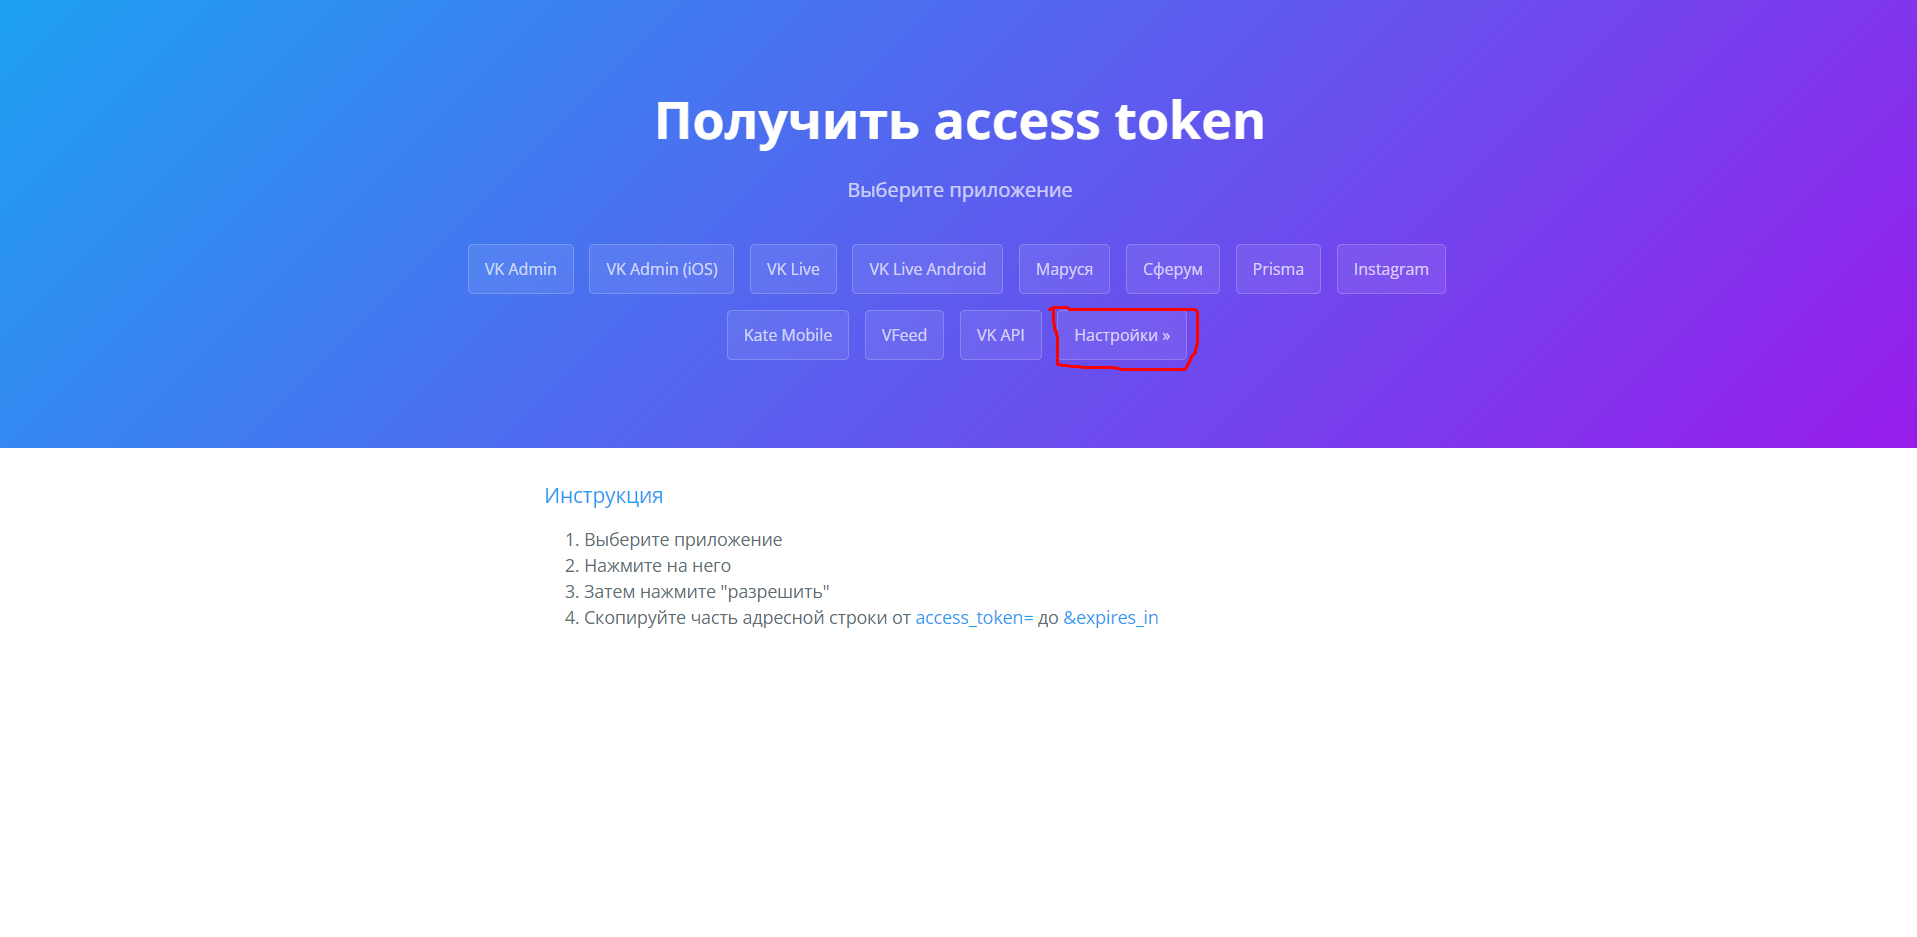 Получить access token
Выберите приложение
VK Admin VK Admin (iOS) VK Live VK Live Android Маруся Сферум Prisma Instagram
Kate Mobile VFeed VK API Настройки »
Инструкция
1. Выберите приложение
2. Нажмите на него
3. Затем нажмите "разрешить"
4. Скопируйте часть адресной строки от access_token= до &expires_in